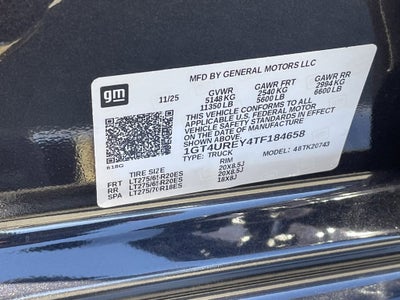 gm
MFD BY GENERAL MOTORS LLC
11/25 GVWR GAWR FRT GAWR RR
5148 KG 2540 KG 2994 KG
11350 LB 5600 LB 6600 LB
THIS VEHICLE CONFORMS TO ALL
APPLICABLE U.S. FEDERAL MOTOR
VEHICLE SAFETY STANDARDS IN EFFECT
ON THE DATE OF MANUFACTURE
SHOWN ABOVE.
1GT4UREY4TF184658
TYPE: TRUCK MODEL: 48TK20743
TIRE SIZE RIM
FRT LT275/65R20ES 20X8.5J
RR LT275/65R20ES 20X8.5J
SPA LT275/70R18ES 18X8J